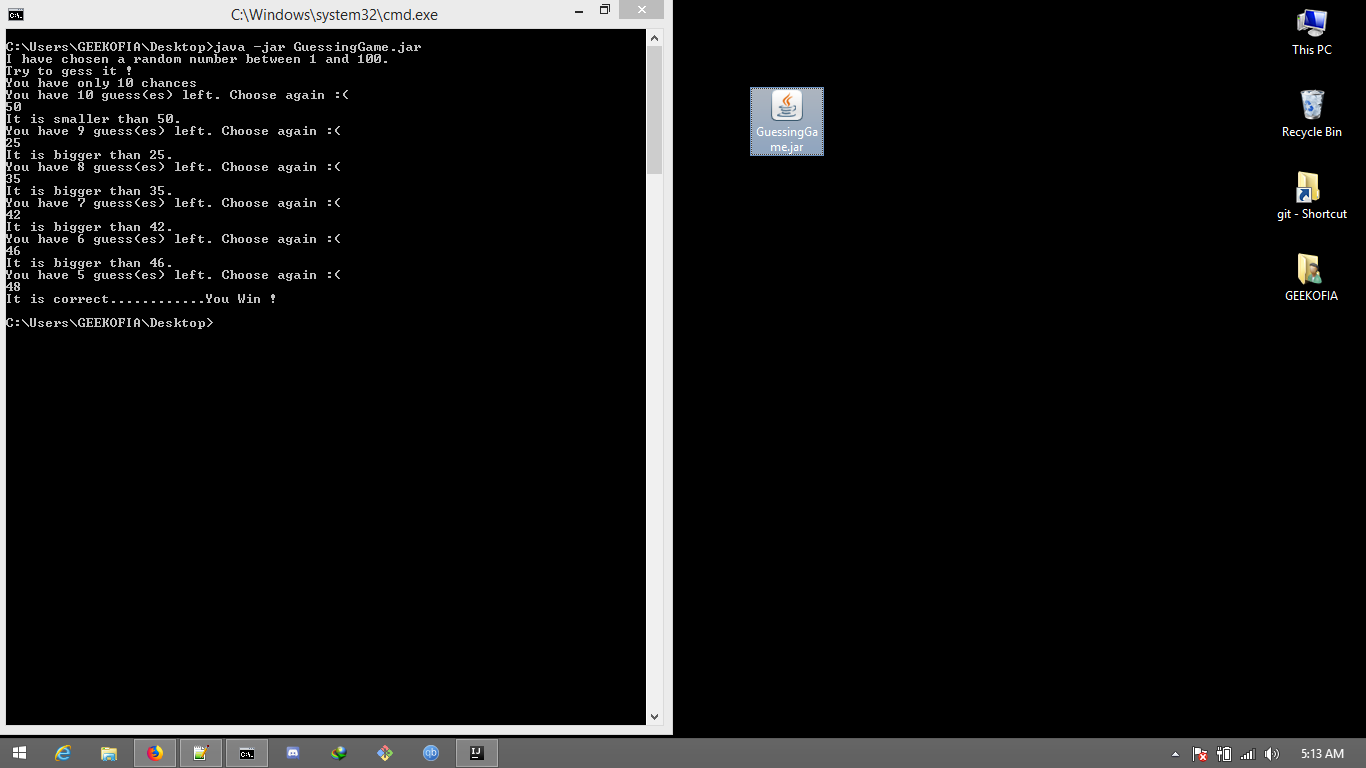 C:\Windows\system32\cmd.exe
C:\Users\GEEKOFIA\Desktop>java -jar GuessingGame.jar
I have chosen a random number between 1 and 100.
Try to gess it !
You have only 10 chances
You have 10 guess(es) left. Choose again :(
50
It is smaller than 50.
You have 9 guess(es) left. Choose again :(
25
It is bigger than 25.
You have 8 guess(es) left. Choose again :(
35
It is bigger than 35.
You have 7 guess(es) left. Choose again :(
42
It is bigger than 42.
You have 6 guess(es) left. Choose again :(
46
It is bigger than 46.
You have 5 guess(es) left. Choose again :(
48
It is correct............You Win !
C:\Users\GEEKOFIA\Desktop>
GuessingGa
me.jar
This PC
Recycle Bin
git - Shortcut
GEEKOFIA
C:\.
qb
IJ
5:13 AM